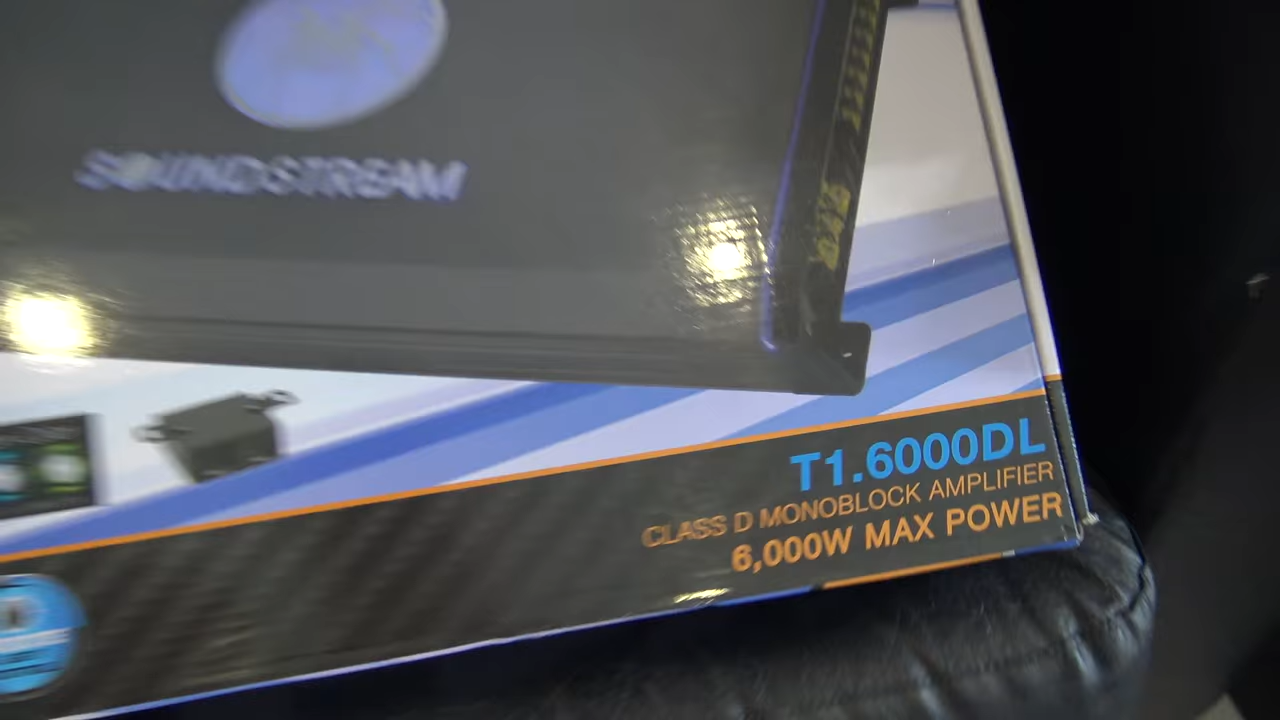 SOUNDSTREAM
T1.6000DL
CLASS D MONOBLOCK AMPLIFIER
6,000W MAX POWER